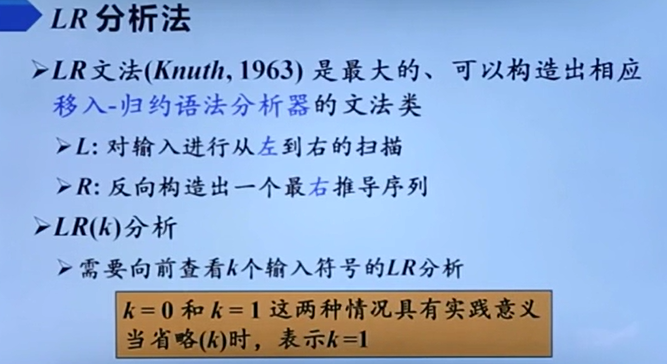 LR 分析法
➢LR文法(Knuth, 1963) 是最大的、可以构造出相应
移入-归约语法分析器的文法类
➢L: 对输入进行从左到右的扫描
➢R: 反向构造出一个最右推导序列
➢LR(k)分析
➢需要向前查看k个输入符号的LR分析
k = 0 和 k = 1 这两种情况具有实践意义
当省略(k)时，表示k =1